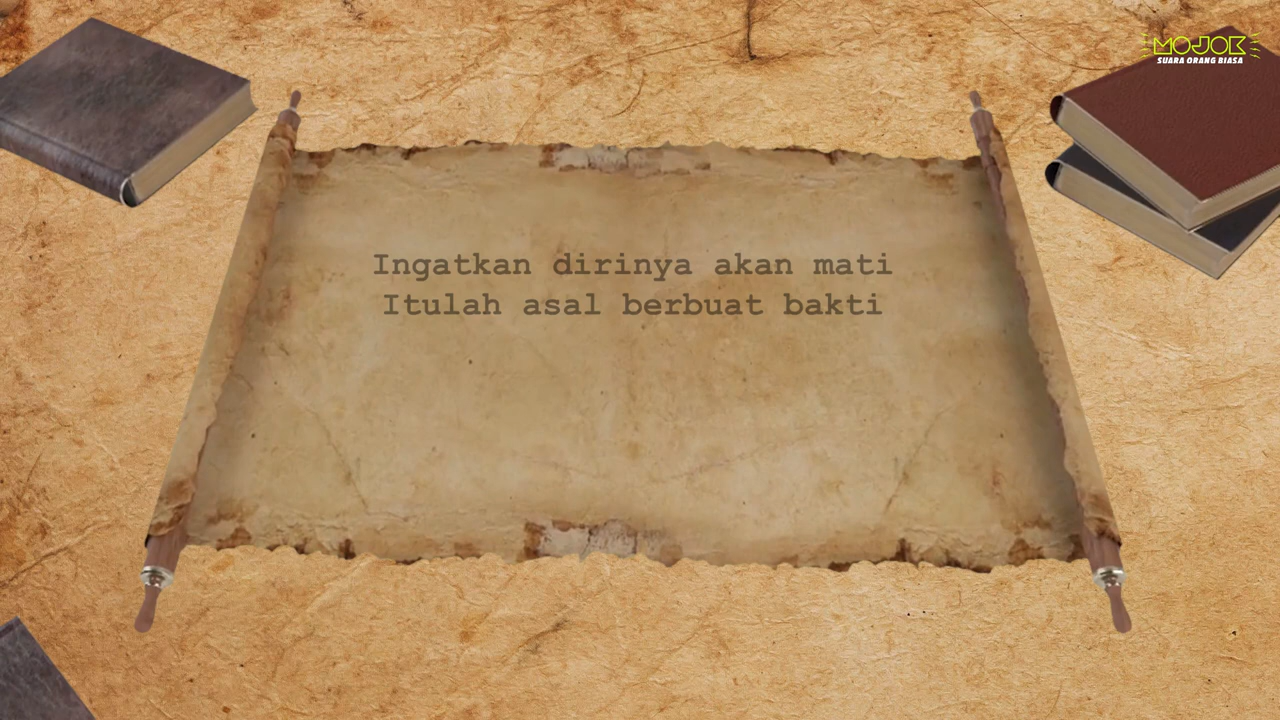 MOJOK
SUARA ORANG BIASA
Ingatkan dirinya akan mati
Itulah asal berbuat bakti